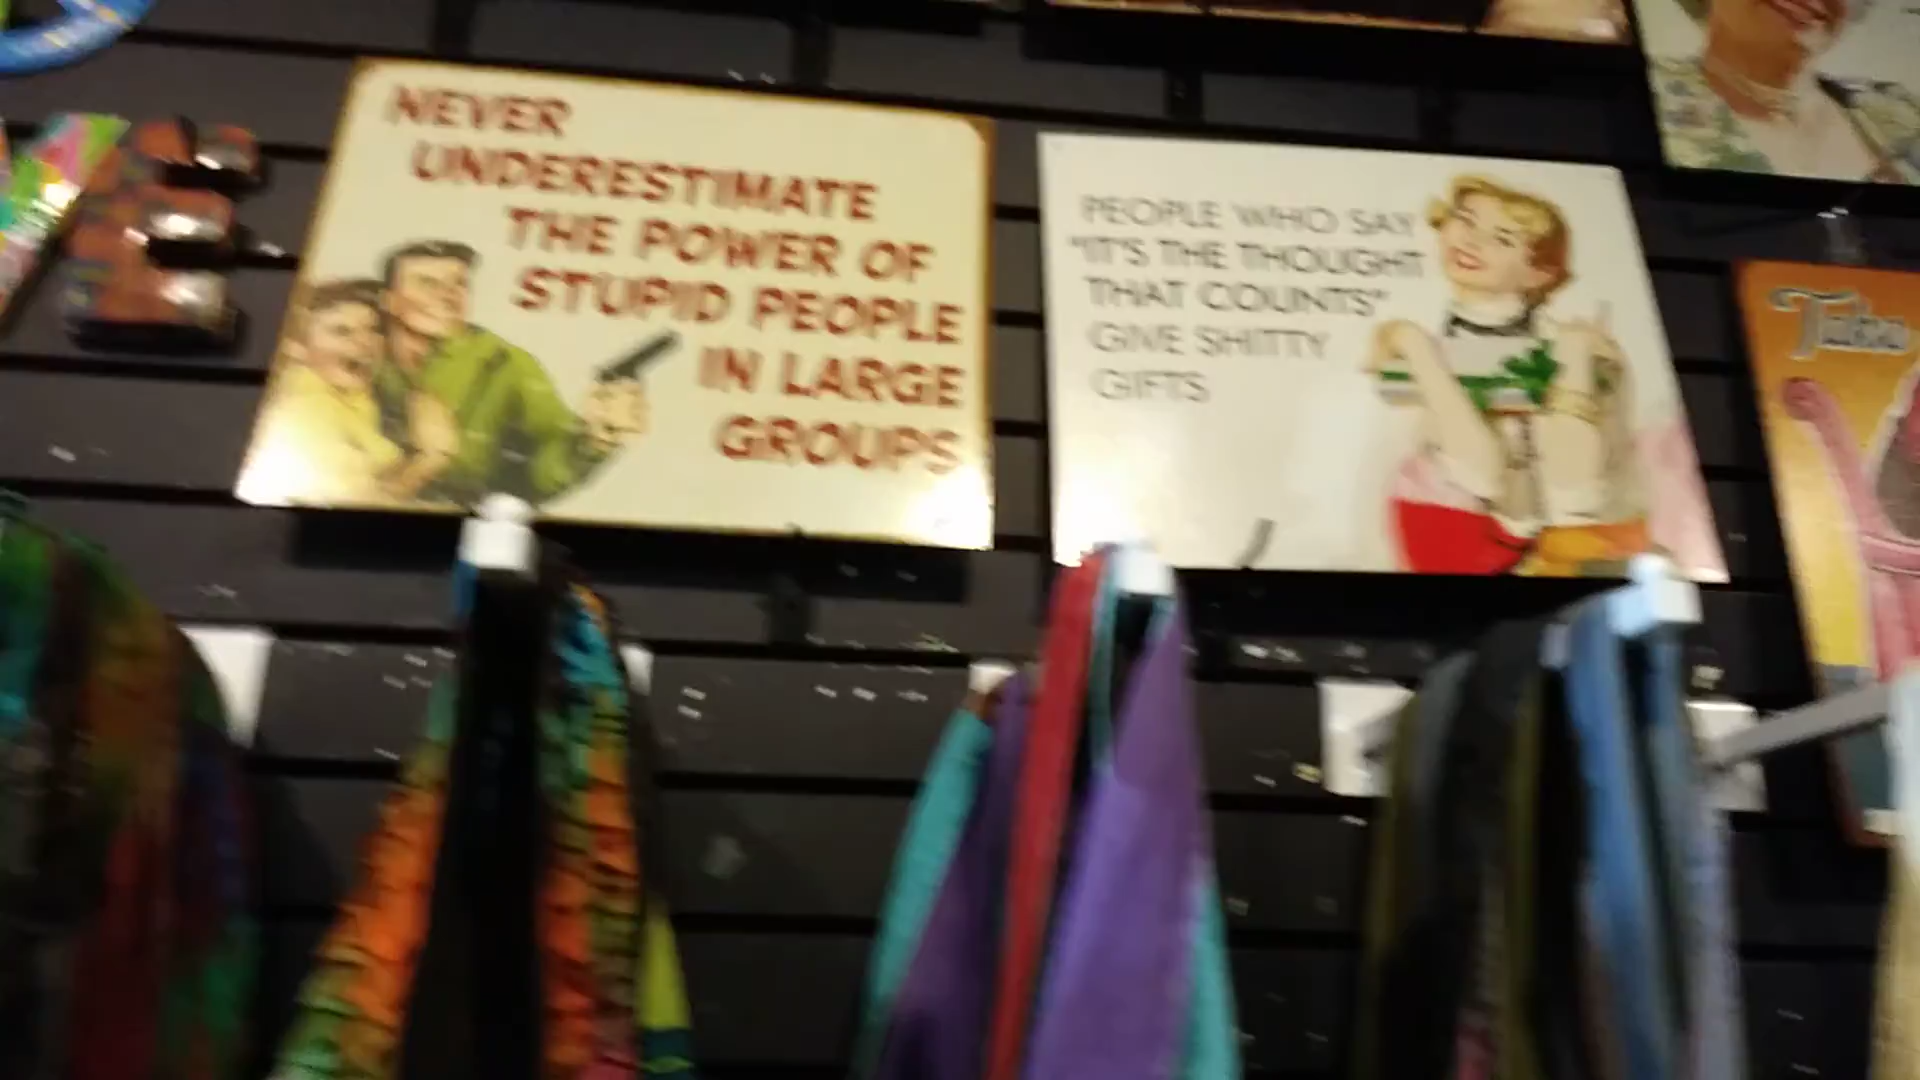 NEVER
UNDERESTIMATE
THE POWER OF
STUPID PEOPLE
IN LARGE
GROUPS
PEOPLE WHO SAY
"IT'S THE THOUGHT
THAT COUNTS"
GIVE SHITTY
GIFTS
Take